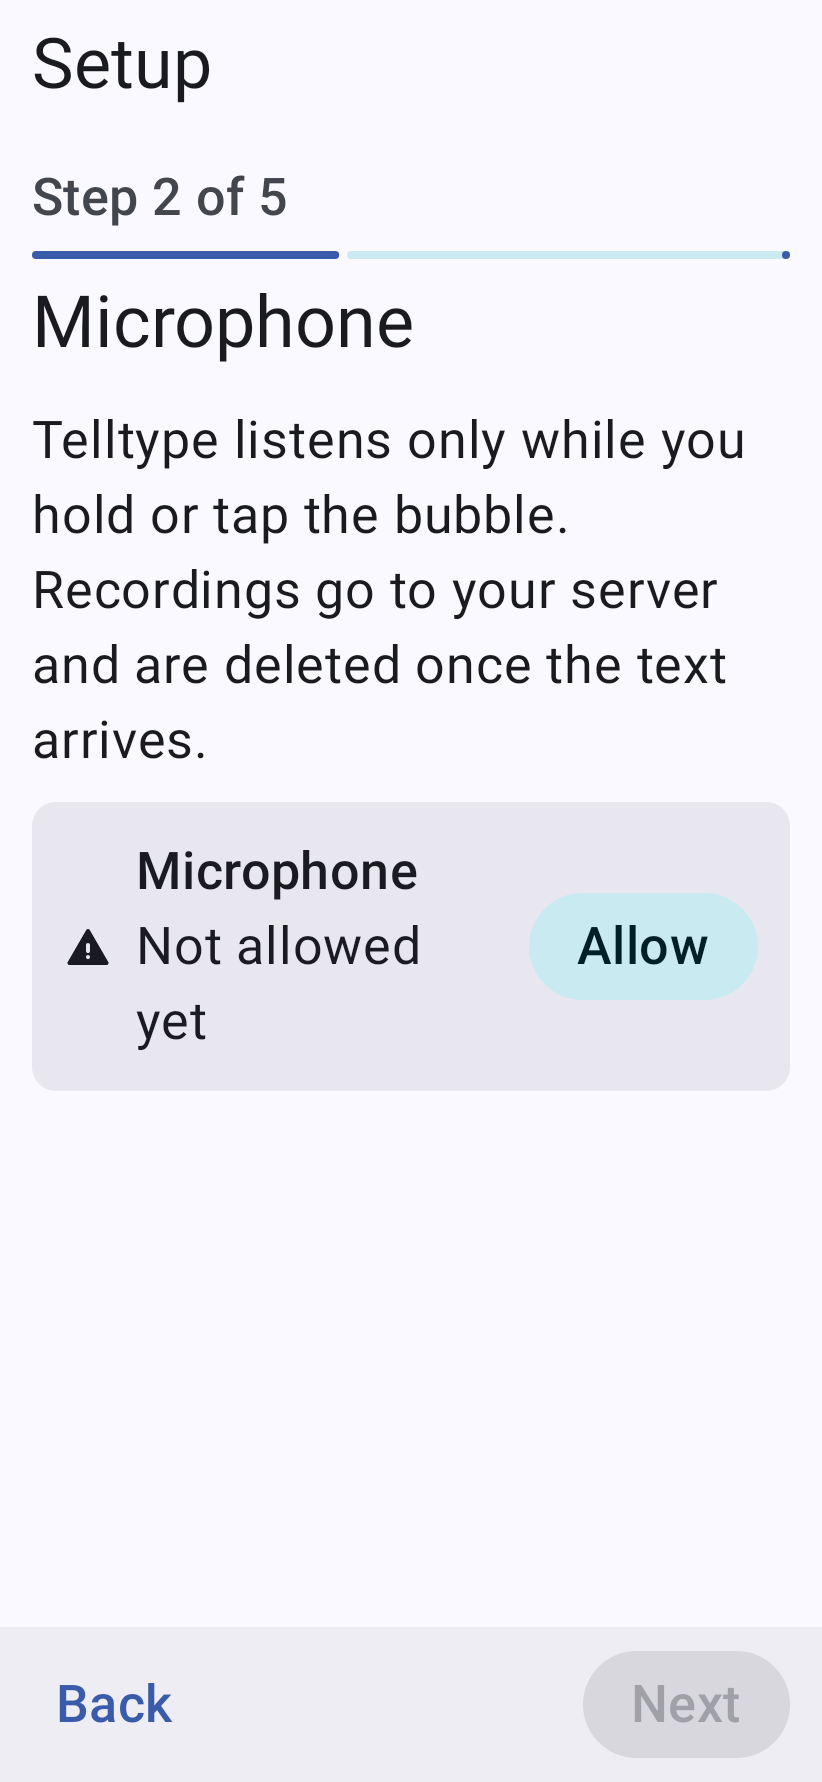 Setup
Step 2 of 5
Microphone
Telltype listens only while you
hold or tap the bubble.
Recordings go to your server
and are deleted once the text
arrives.
Microphone
Not allowed
yet
Allow
Back
Next